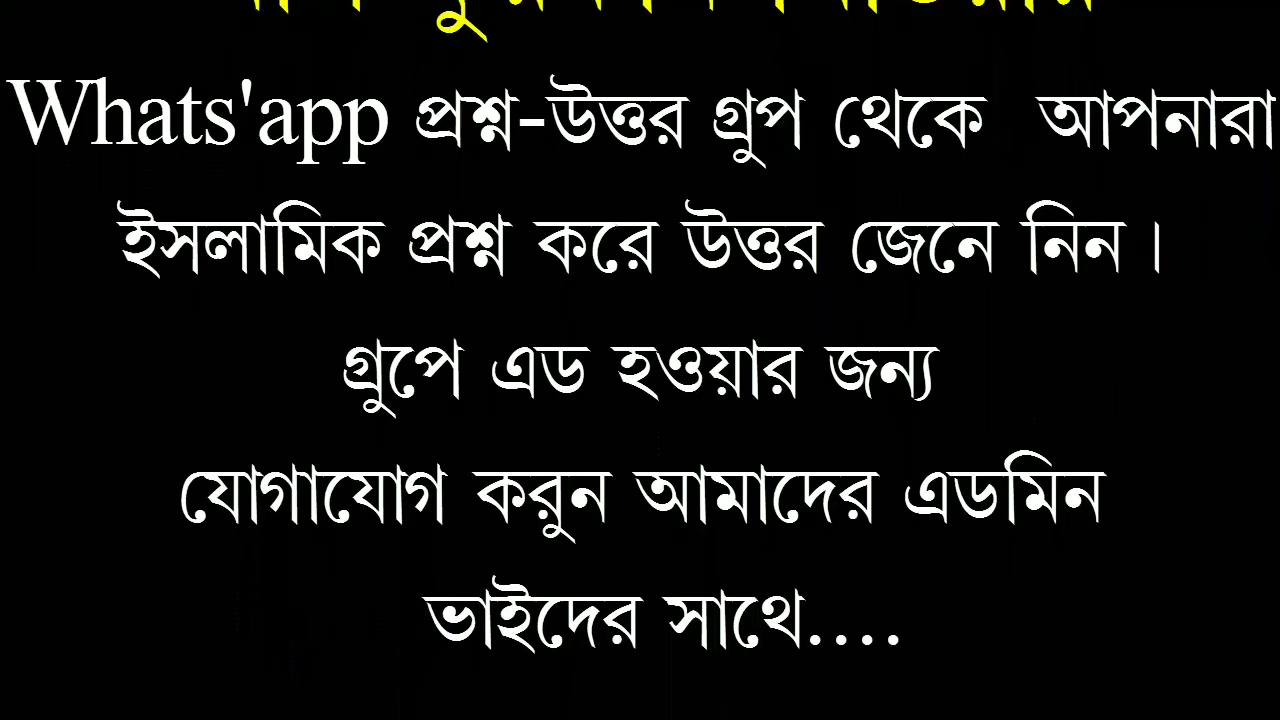 Whats'app প্রশ্ন-উত্তর গ্রুপ থেকে আপনারা
ইসলামিক প্রশ্ন করে উত্তর জেনে নিন।
গ্রুপে এড হওয়ার জন্য
যোগাযোগ করুন আমাদের এডমিন
ভাইদের সাথে....